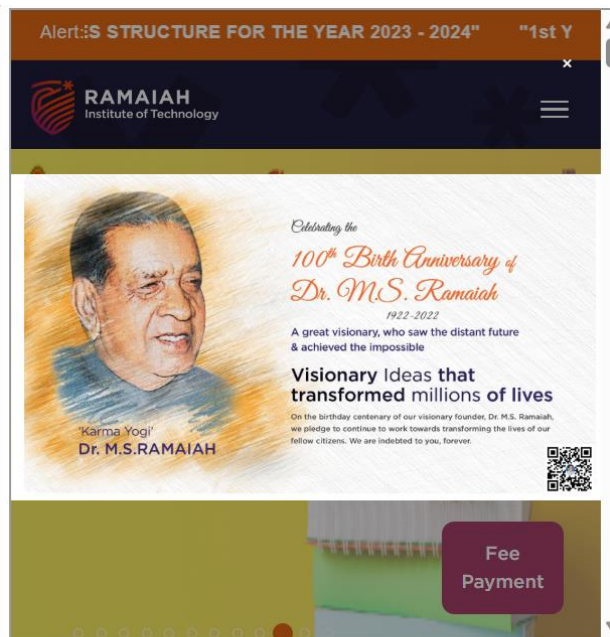 Alert:S STRUCTURE FOR THE YEAR 2023 - 2024" "1st Y
×
RAMAIAH
Institute of Technology
Celebrating the
100th Birth Anniversary of
Dr. M.S. Ramaiah
1922-2022
A great visionary, who saw the distant future
& achieved the impossible
Visionary Ideas that
transformed millions of lives
On the birthday centenary of our visionary founder, Dr. M.S. Ramaiah,
we pledge to continue to work towards transforming the lives of our
fellow citizens. We are indebted to you, forever.
'Karma Yogi'
Dr. M.S.RAMAIAH
Fee
Payment